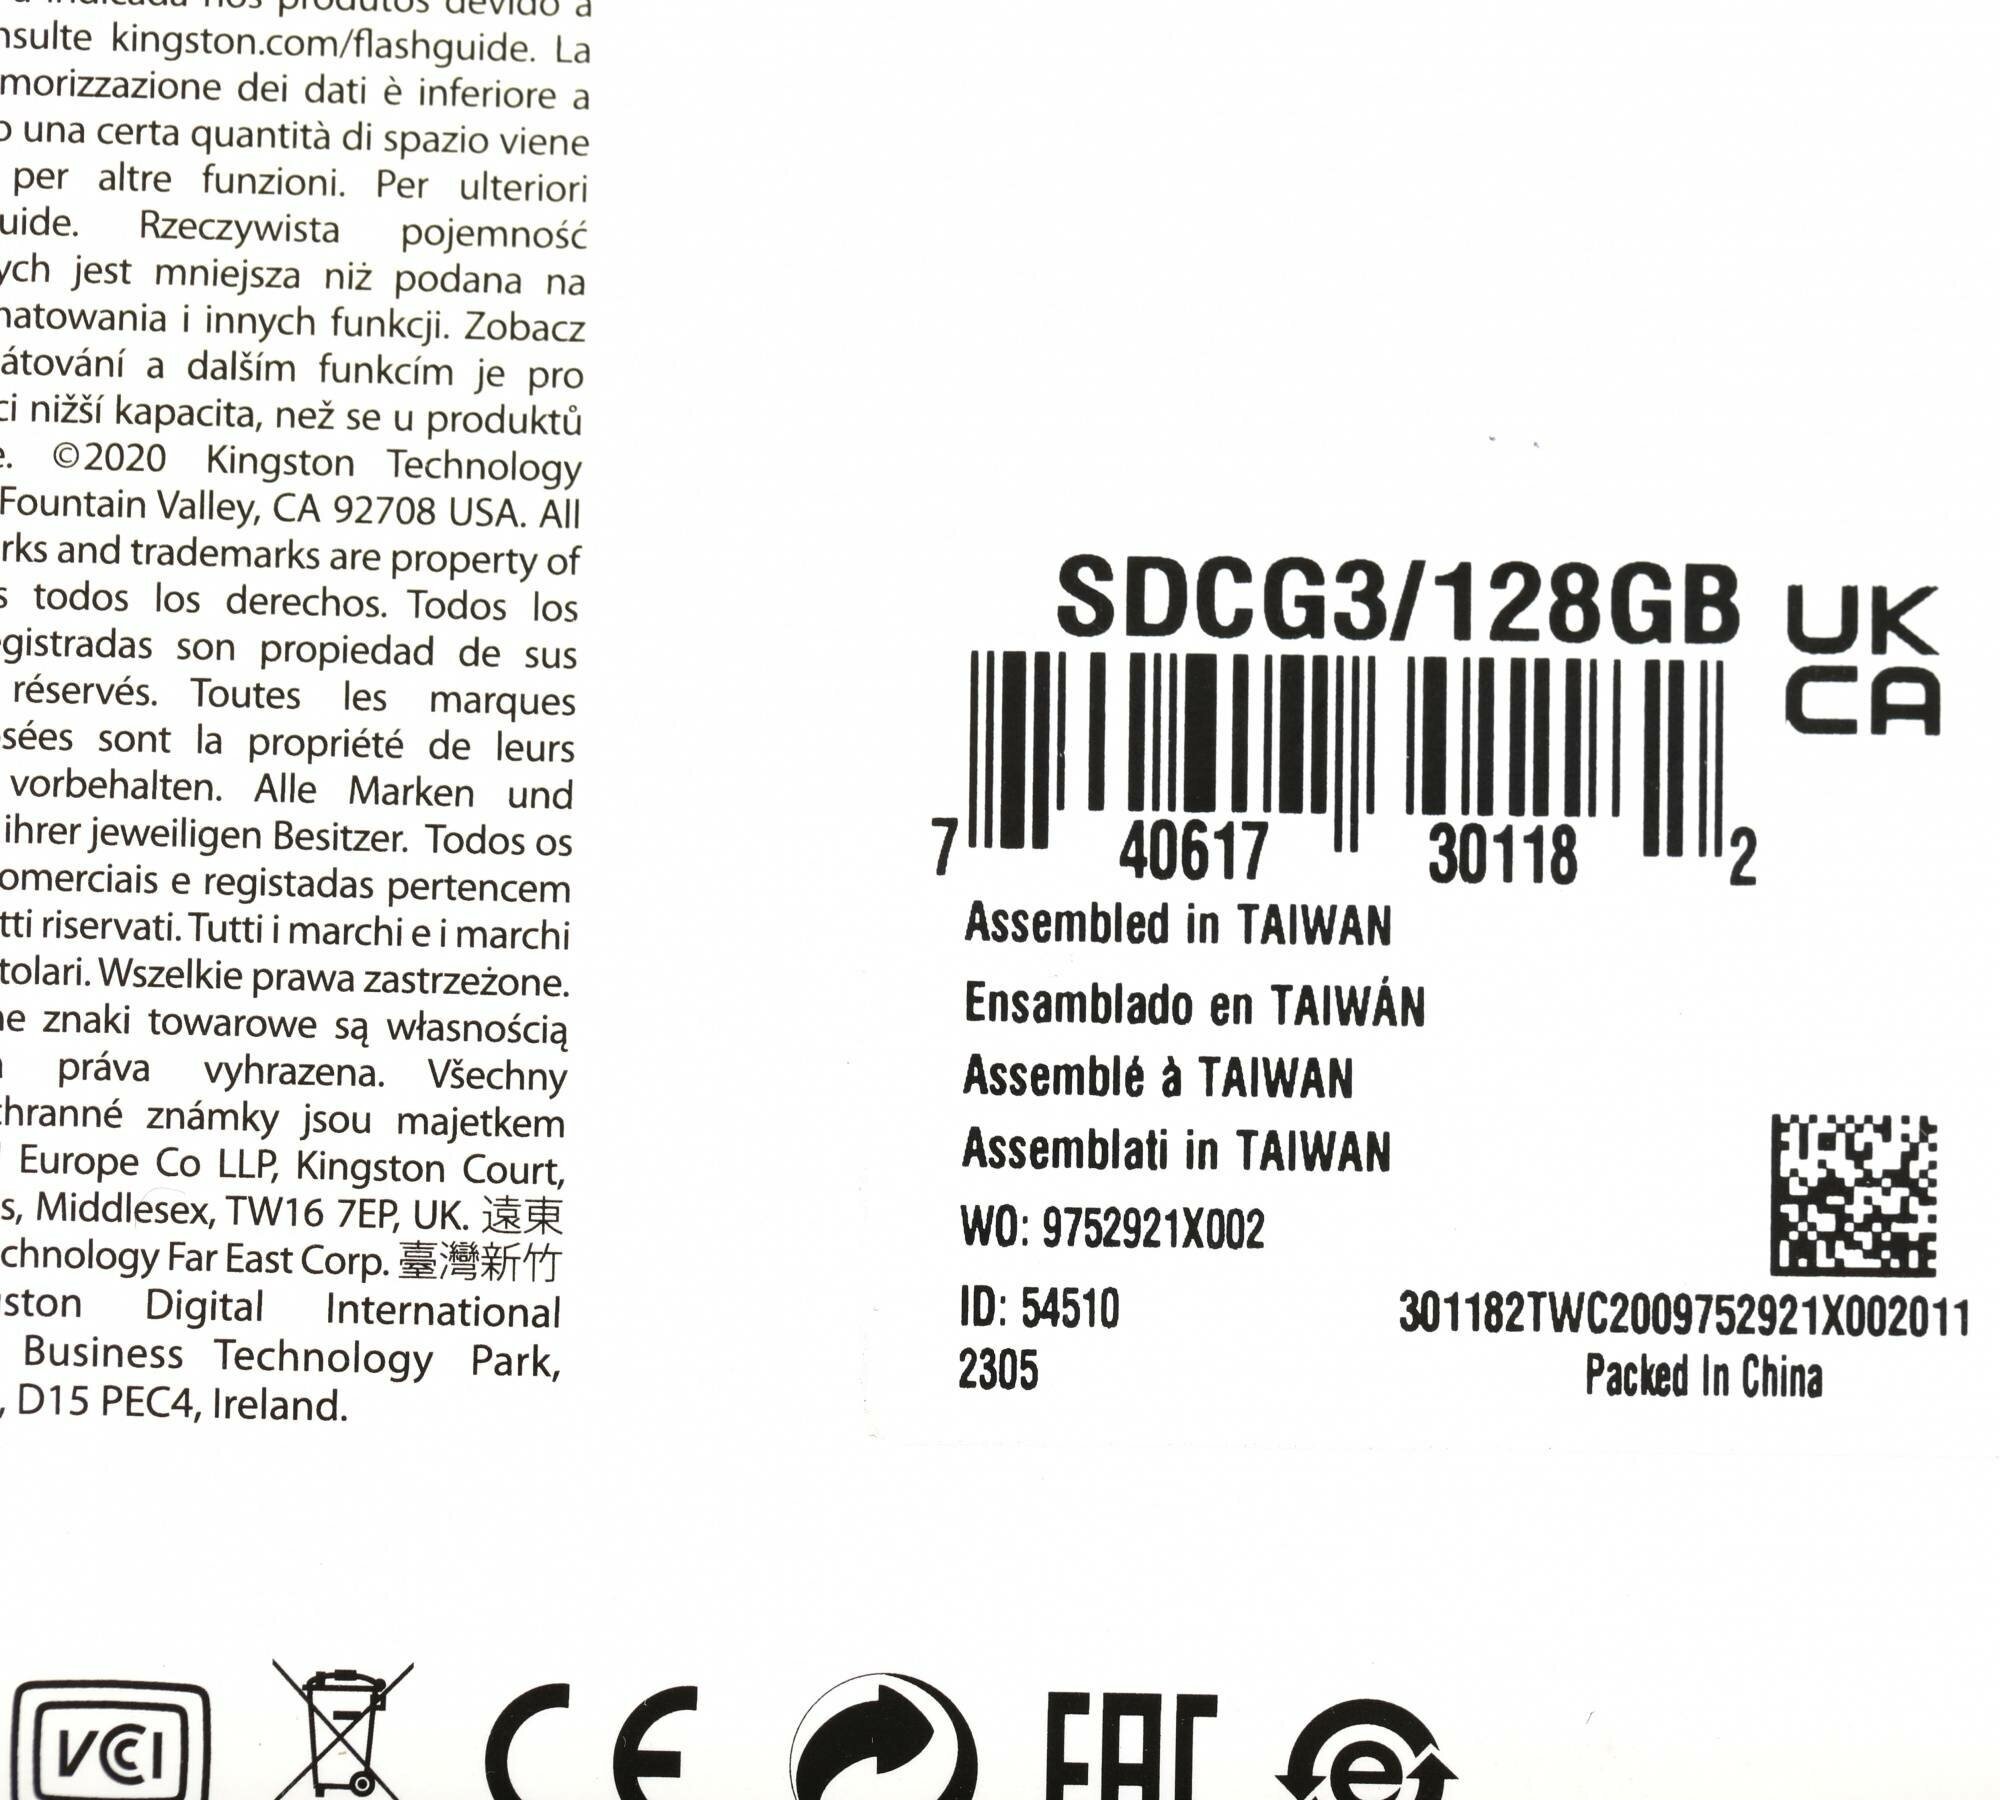 a indicada nos produtos devido a
nsulte kingston.com/flashguide. La
morizzazione dei dati è inferiore a
o una certa quantità di spazio viene
per altre funzioni. Per ulteriori
uide. Rzeczywista pojemność
ych jest mniejsza niż podana na
matowania i innych funkcji. Zobacz
átování a dalším funkcím je pro
ci nižší kapacita, než se u produktů
e. ©2020 Kingston Technology
Fountain Valley, CA 92708 USA. All
rks and trademarks are property of
s todos los derechos. Todos los
egistradas son propiedad de sus
réservés. Toutes les marques
sées sont la propriété de leurs
vorbehalten. Alle Marken und
ihrer jeweiligen Besitzer. Todos os
omerciais e registadas pertencem
tti riservati. Tutti i marchi e i marchi
tolari. Wszelkie prawa zastrzeżone.
ne znaki towarowe są własnością
práva vyhrazena. Všechny
chranné známky jsou majetkem
Europe Co LLP, Kingston Court,
s, Middlesex, TW16 7EP, UK. 遠東
chnology Far East Corp. 臺灣新竹
ston Digital International
Business Technology Park,
, D15 PEC4, Ireland.
SDCG3/128GB
UK
CA
7 40617 30118 2
Assembled in TAIWAN
Ensamblado en TAIWÁN
Assemblé à TAIWAN
Assemblati in TAIWAN
WO: 9752921X002
ID: 54510
2305
301182TWC2009752921X002011
Packed In China
VCI
CE
EAC
e